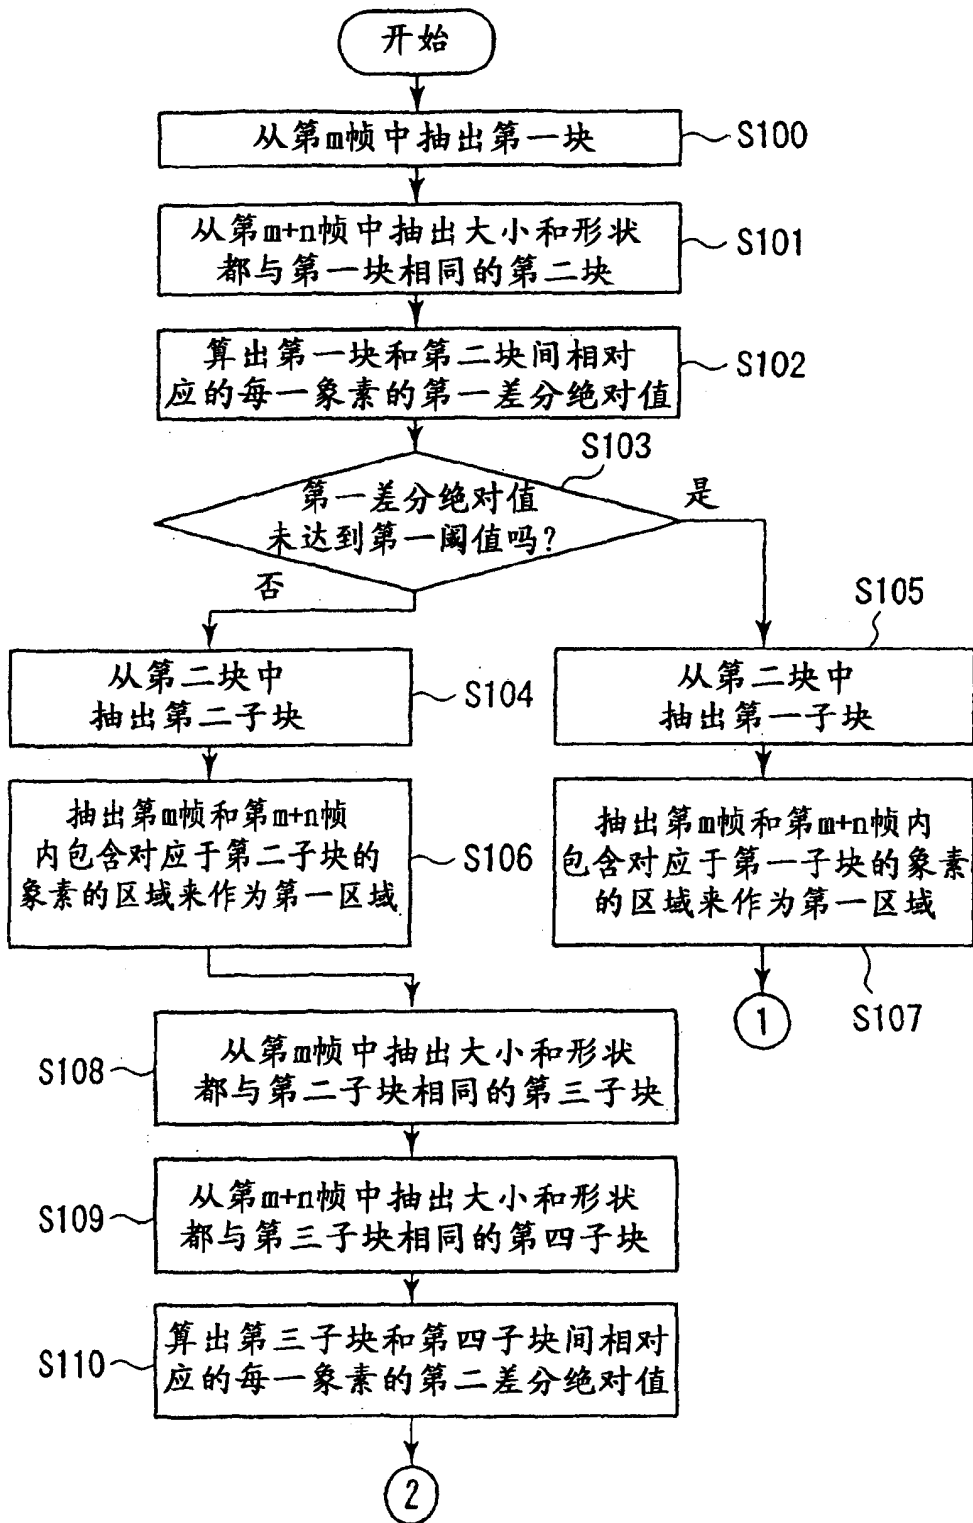 开始
从第m帧中抽出第一块
S100
从第m+n帧中抽出大小和形状
都与第一块相同的第二块
S101
算出第一块和第二块间相对
应的每一象素的第一差分绝对值
S102
S103
第一差分绝对值
未达到第一阈值吗?
是
否
S105
从第二块中
抽出第二子块
S104
从第二块中
抽出第一子块
抽出第m帧和第m+n帧
内包含对应于第二子块的
象素的区域来作为第一区域
S106
抽出第m帧和第m+n帧内
包含对应于第一子块的象素
的区域来作为第一区域
S107
1
S108
从第m帧中抽出大小和形状
都与第二子块相同的第三子块
S109
从第m+n帧中抽出大小和形状
都与第三子块相同的第四子块
S110
算出第三子块和第四子块间相对
应的每一象素的第二差分绝对值
2